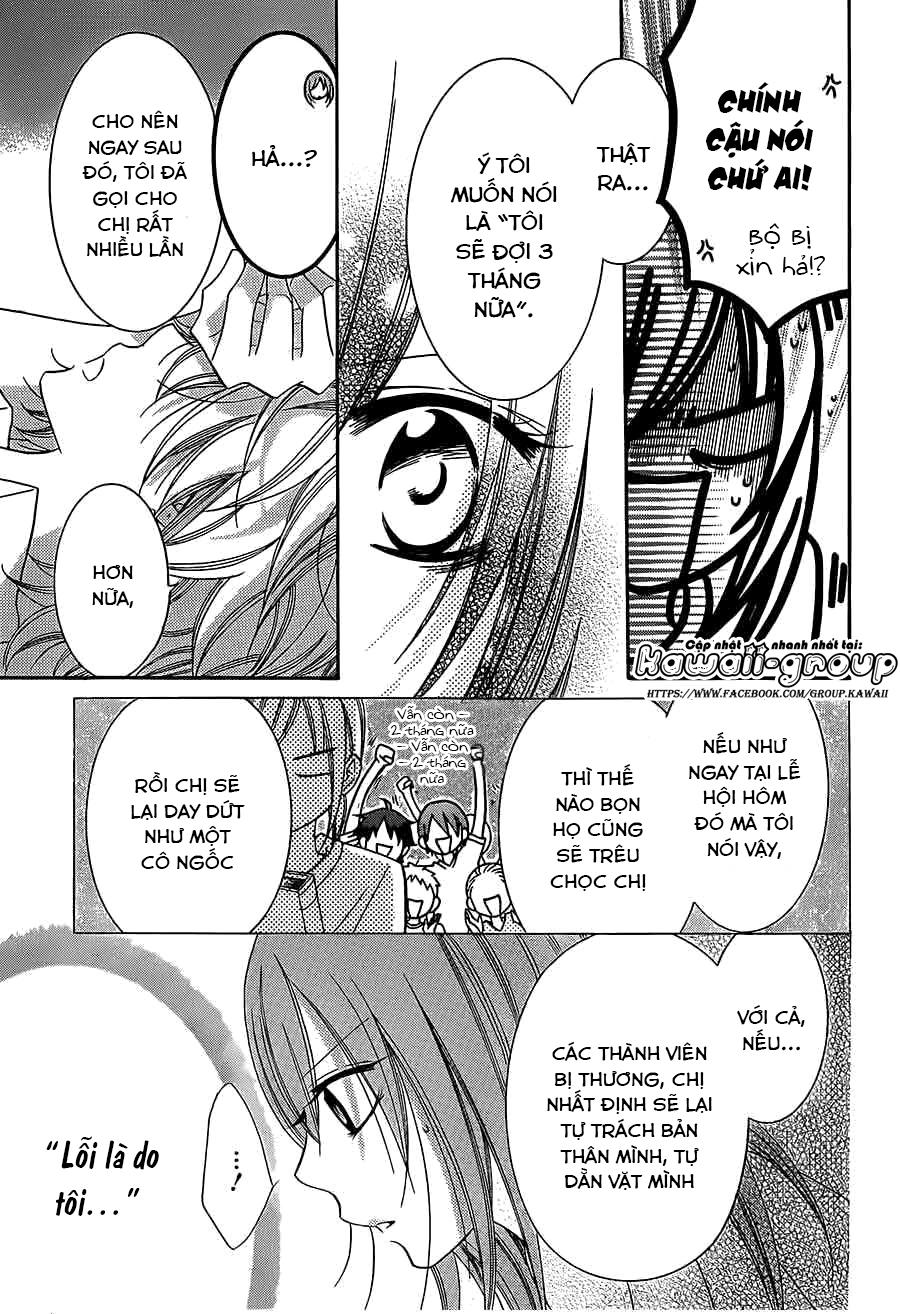 CHÍNH
CẬU NÓI
CHỨ AI!
BỘ BỊ
XỈN HẢ!?
THẬT
RA...
Ý TÔI
MUỐN NÓI
LÀ "TÔI
SẼ ĐỢI 3
THÁNG
NỮA".
HẢ...?
CHO NÊN
NGAY SAU
ĐÓ, TÔI ĐÃ
GỌI CHO
CHỊ RẤT
NHIỀU LẦN
HƠN
NỮA,
Cập nhật nhanh nhất tại:
kawaii-group
HTTPS://WWW.FACEBOOK.COM/GROUP.KAWAII
NẾU NHƯ
NGAY TẠI LỄ
HỘI HÔM
ĐÓ MÀ TÔI
NÓI VẬY,
THÌ THẾ
NÀO BỌN
HỌ CŨNG
SẼ TRÊU
CHỌC CHỊ
Vẫn còn –
2 tháng nữa
– Vẫn còn
– 2 tháng
nữa
RỒI CHỊ SẼ
LẠI DAY DỨT
NHƯ MỘT
CÔ NGỐC
VỚI CẢ,
NẾU...
CÁC THÀNH VIÊN
BỊ THƯƠNG, CHỊ
NHẤT ĐỊNH SẼ LẠI
TỰ TRÁCH BẢN
THÂN MÌNH, TỰ
DẰN VẶT MÌNH
...!
"Lỗi là do
tôi..."